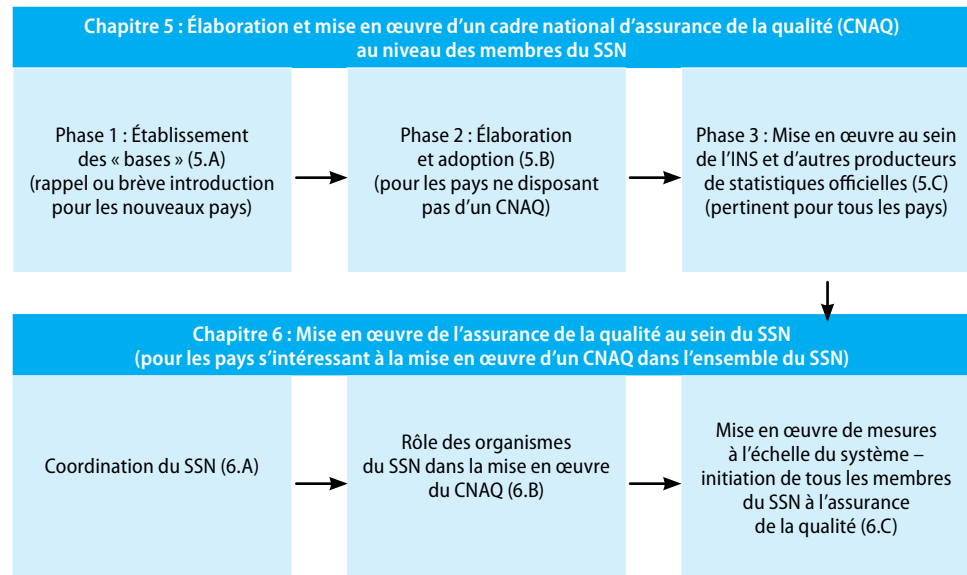 Chapitre 5 : Élaboration et mise en œuvre d’un cadre national d’assurance de la qualité (CNAQ)
au niveau des membres du SSN
Phase 1 : Établissement
des « bases » (5.A)
(rappel ou brève introduction
pour les nouveaux pays)
Phase 2 : Élaboration
et adoption (5.B)
(pour les pays ne disposant
pas d’un CNAQ)
Phase 3 : Mise en œuvre au sein
de l’INS et d’autres producteurs
de statistiques officielles (5.C)
(pertinent pour tous les pays)
Chapitre 6 : Mise en œuvre de l’assurance de la qualité au sein du SSN
(pour les pays s’intéressant à la mise en œuvre d’un CNAQ dans l’ensemble du SSN)
Coordination du SSN (6.A)
Rôle des organismes
du SSN dans la mise en œuvre
du CNAQ (6.B)
Mise en œuvre de mesures
à l’échelle du système –
initiation de tous les membres
du SSN à l’assurance
de la qualité (6.C)